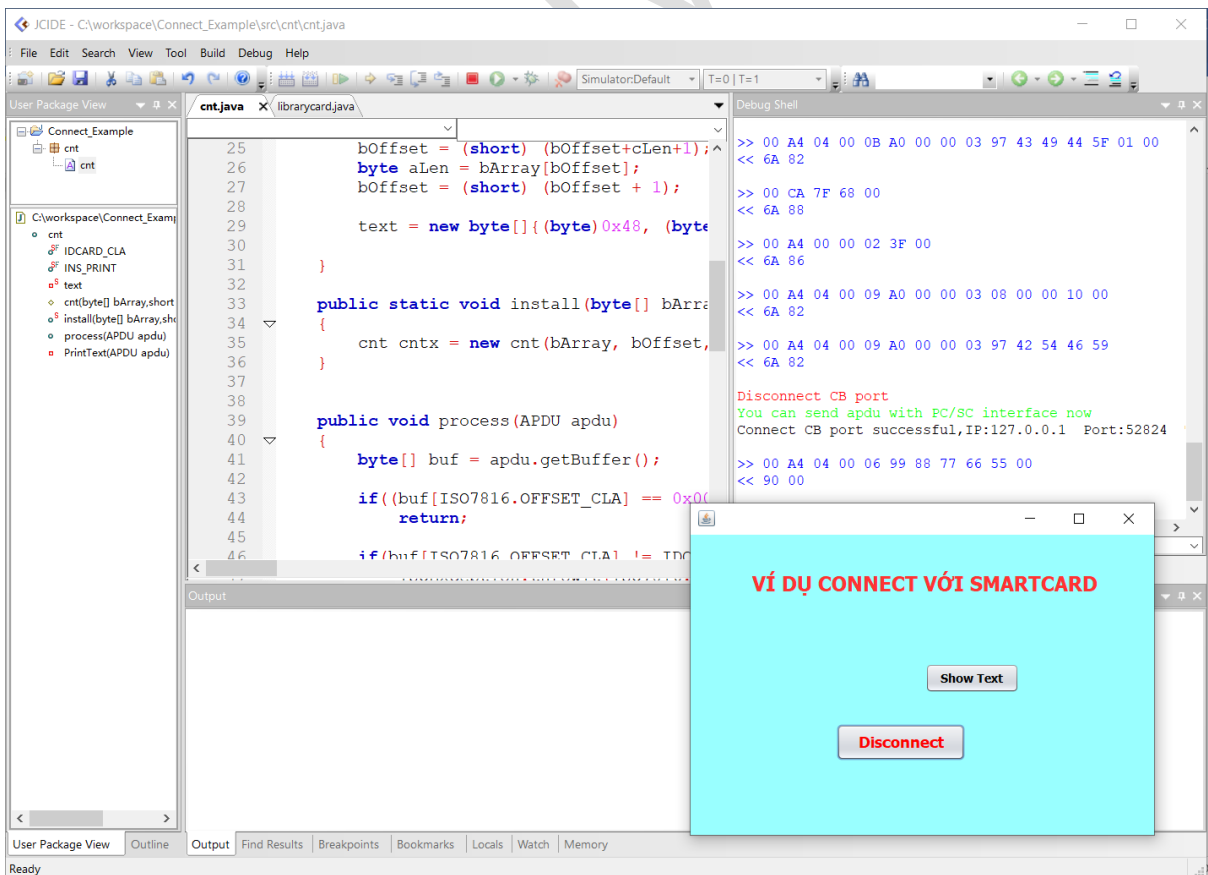 JCIDE - C:\workspace\Connect_Example\src\cnt\cnt.java
File Edit Search View Tool Build Debug Help
Simulator:Default T=0 | T=1
User Package View
Connect_Example
cnt
cnt
C:\workspace\Connect_Examp
cnt
IDCARD_CLA
INS_PRINT
text
cnt(byte[] bArray,short
install(byte[] bArray,sho
process(APDU apdu)
PrintText(APDU apdu)
User Package View Outline
cnt.java X librarycard.java
25 bOffset = (short) (bOffset+cLen+1);
26 byte aLen = bArray[bOffset];
27 bOffset = (short) (bOffset + 1);
28
29 text = new byte[]{(byte)0x48, (byte
30
31 }
32
33 public static void install(byte[] bArra
34 {
35 cnt cntx = new cnt(bArray, bOffset,
36 }
37
38
39 public void process(APDU apdu)
40 {
41 byte[] buf = apdu.getBuffer();
42
43 if((buf[ISO7816.OFFSET_CLA] == 0x0(
44 return;
45
46 if(buf[ISO7816.OFFSET_CLA] != IDC
Debug Shell
>> 00 A4 04 00 0B A0 00 00 03 97 43 49 44 5F 01 00
<< 6A 82
>> 00 CA 7F 68 00
<< 6A 88
>> 00 A4 00 00 02 3F 00
<< 6A 86
>> 00 A4 04 00 09 A0 00 00 03 08 00 00 10 00
<< 6A 82
>> 00 A4 04 00 09 A0 00 00 03 97 42 54 46 59
<< 6A 82
Disconnect CB port
You can send apdu with PC/SC interface now
Connect CB port successful,IP:127.0.0.1 Port:52824
>> 00 A4 04 00 06 99 88 77 66 55 00
<< 90 00
Output
VÍ DỤ CONNECT VỚI SMARTCARD
Show Text
Disconnect
Output Find Results Breakpoints Bookmarks Locals Watch Memory
Ready